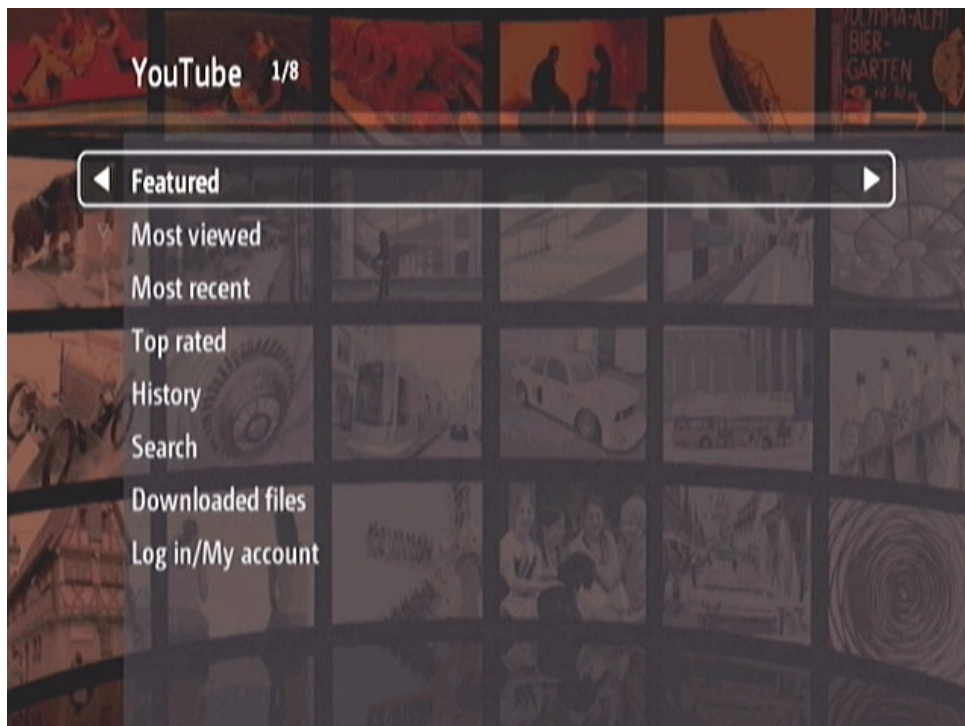 YouTube 1/8
BIER-
GARTEN
Featured
Most viewed
Most recent
Top rated
History
Search
Downloaded files
Log in/My account